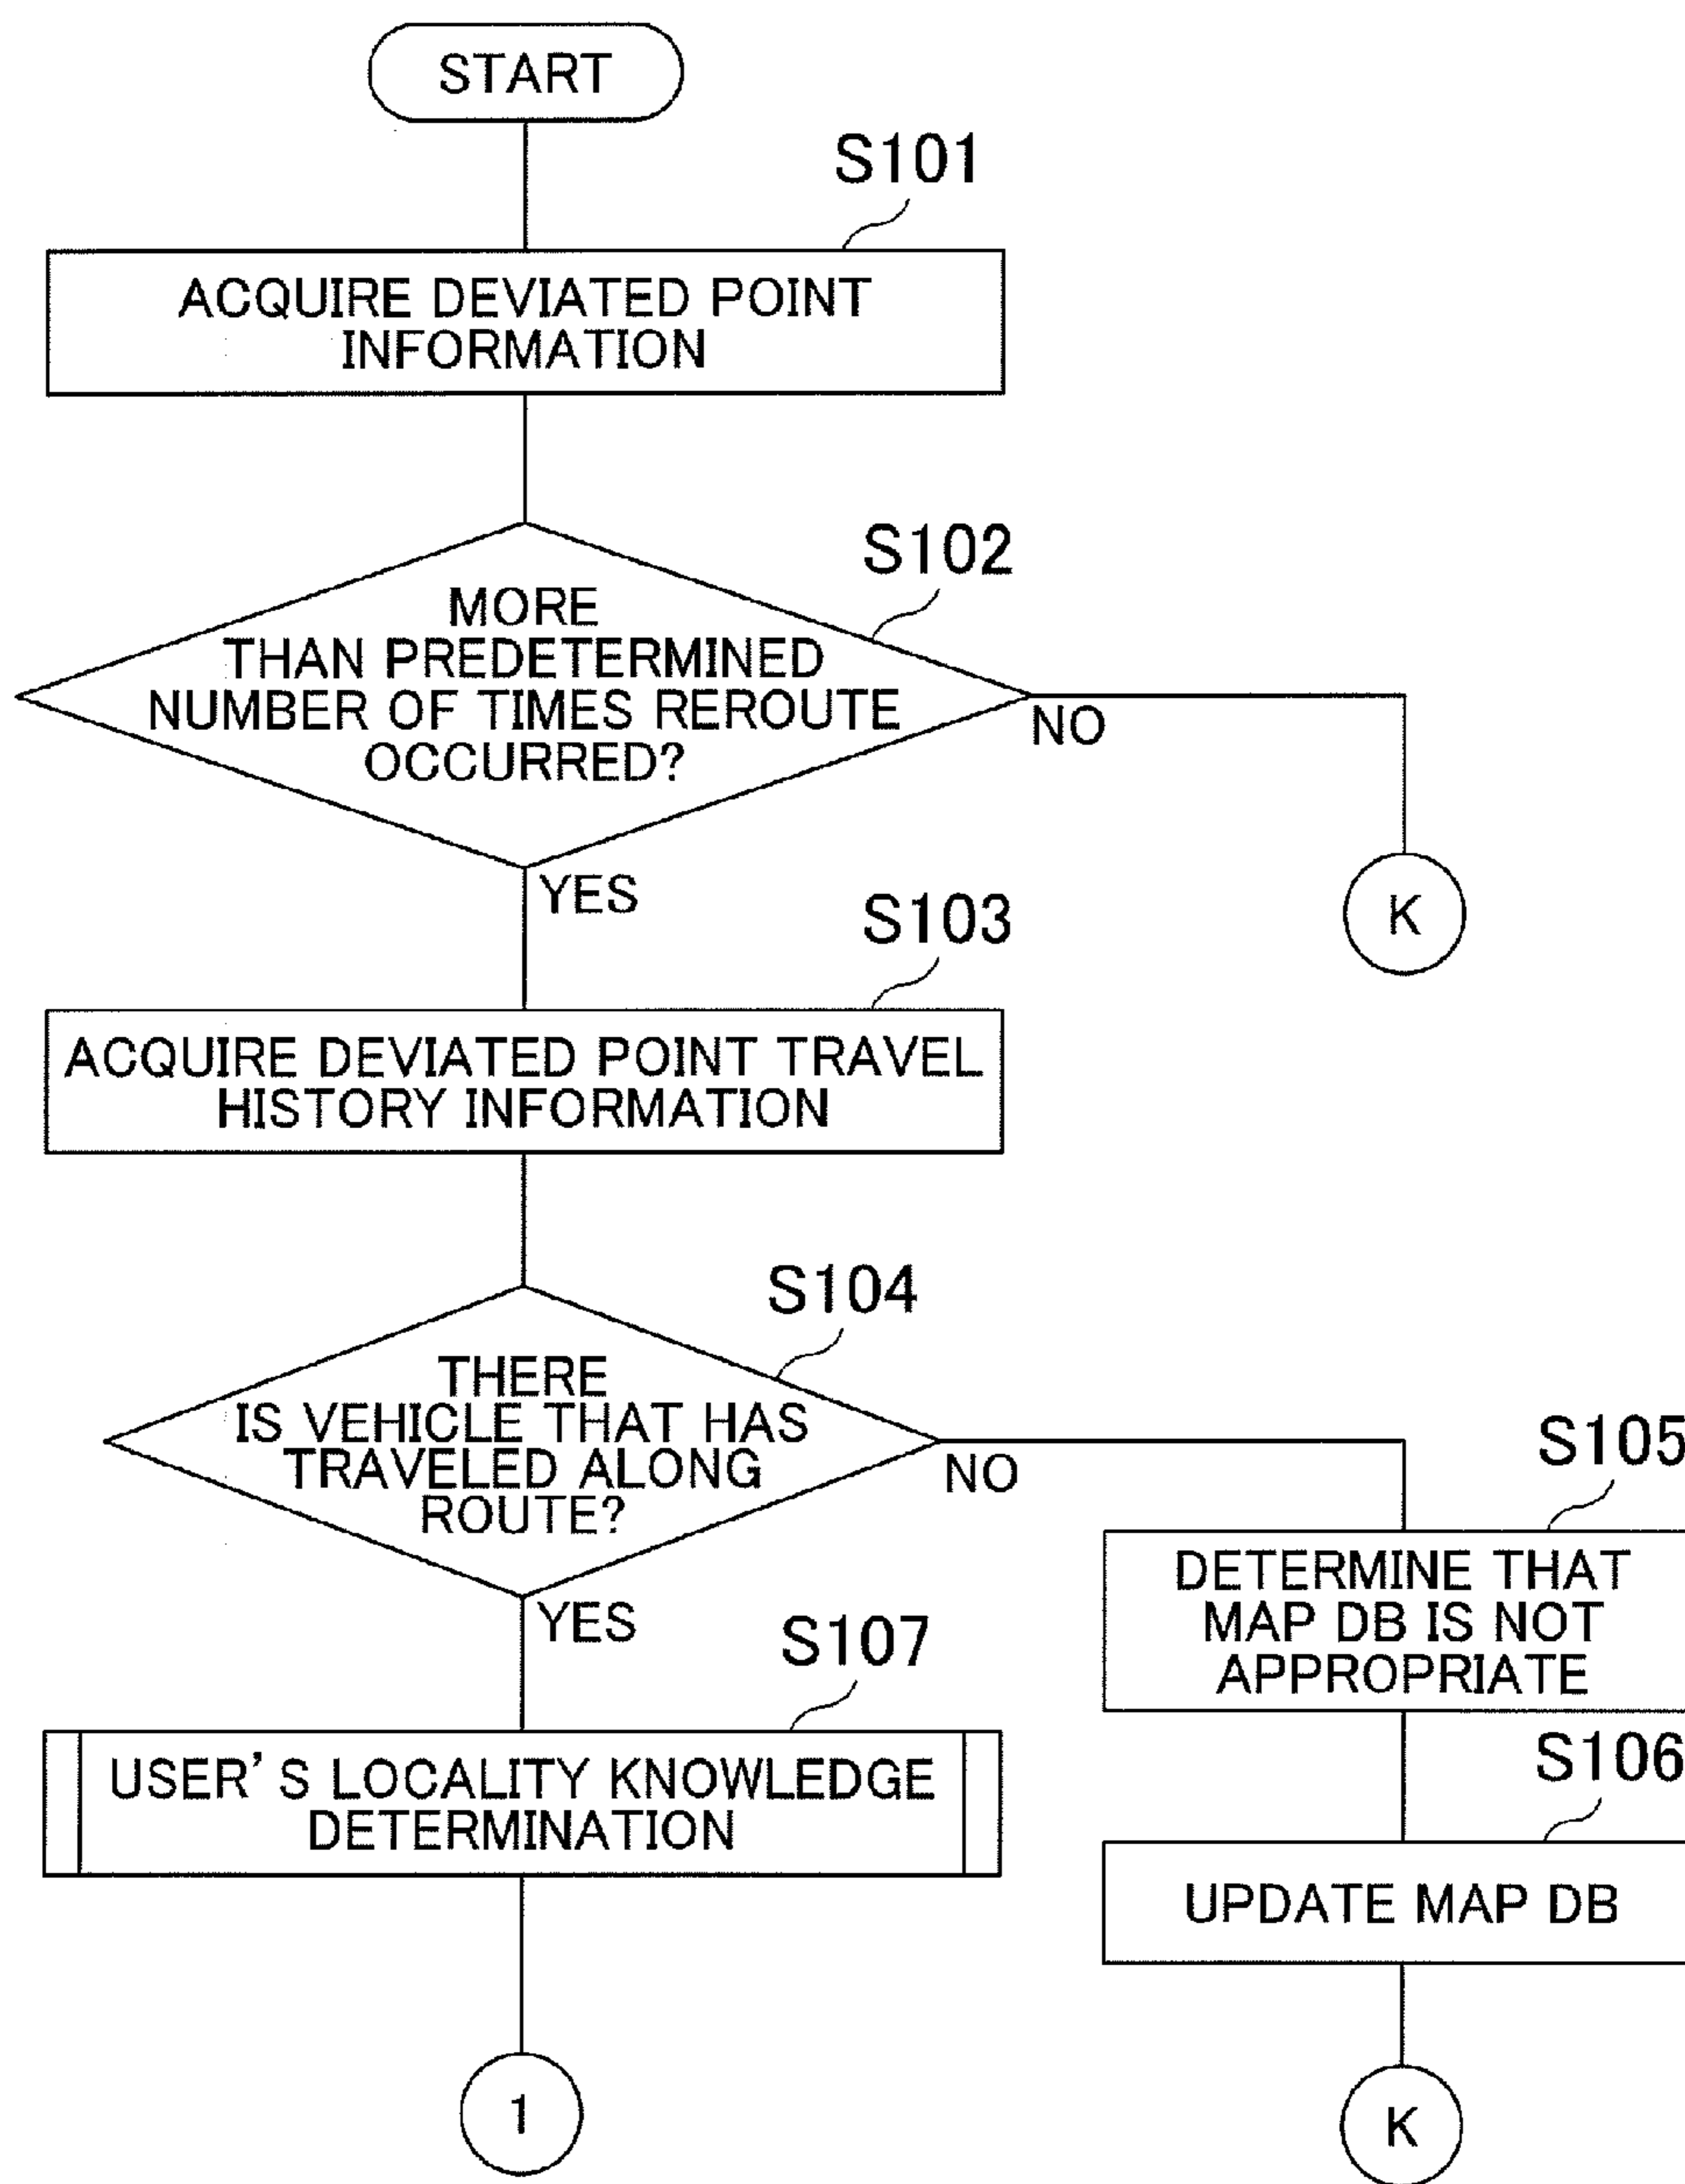 START
S101
ACQUIRE DEVIATED POINT
INFORMATION
S102
MORE
THAN PREDETERMINED
NUMBER OF TIMES REROUTE
OCCURRED?
NO
K
YES
S103
ACQUIRE DEVIATED POINT TRAVEL
HISTORY INFORMATION
S104
THERE
IS VEHICLE THAT HAS
TRAVELED ALONG
ROUTE?
NO
S105
DETERMINE THAT
MAP DB IS NOT
APPROPRIATE
YES
S107
USER'S LOCALITY KNOWLEDGE
DETERMINATION
S106
UPDATE MAP DB
1
K